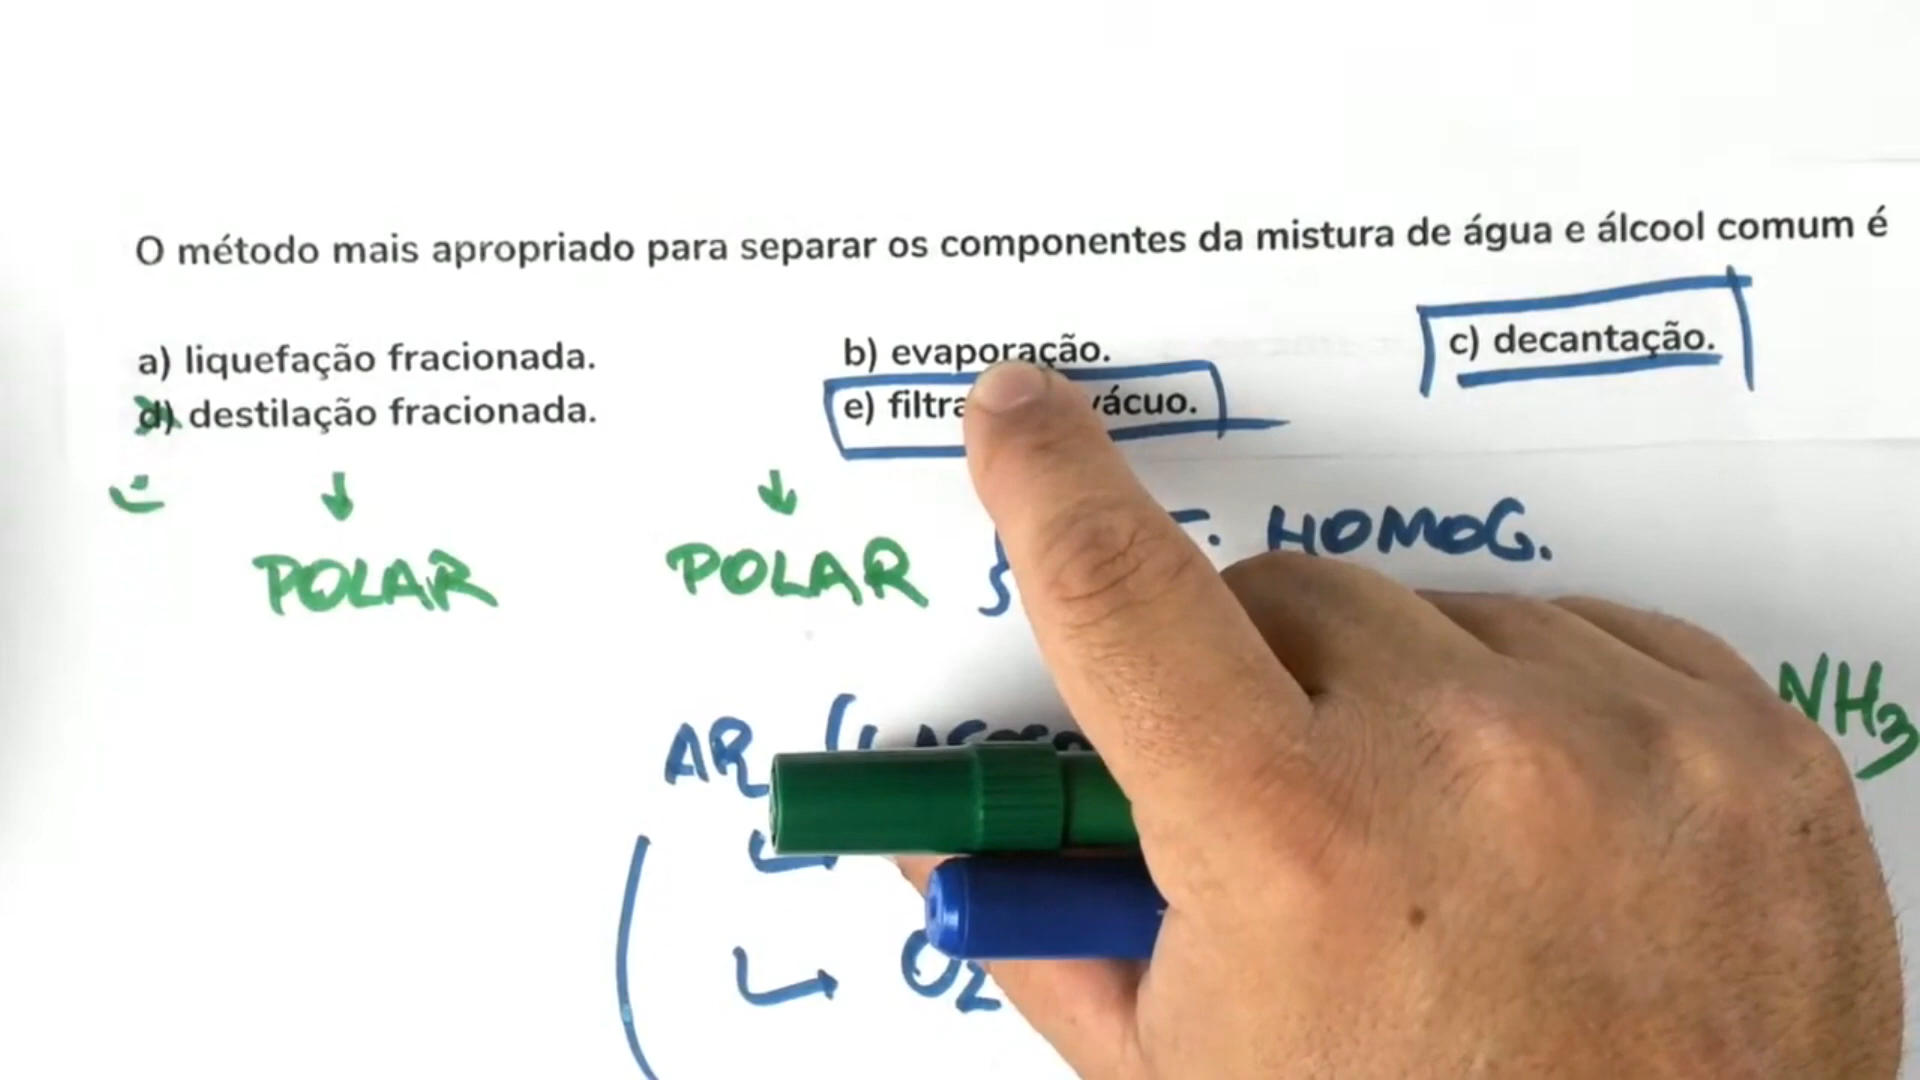 O método mais apropriado para separar os componentes da mistura de água e álcool comum é
a) liquefação fracionada. b) evaporação. c) decantação.
d) destilação fracionada. e) filtra vácuo.
POLAR POLAR HOMOG.
NH3
AR
O2